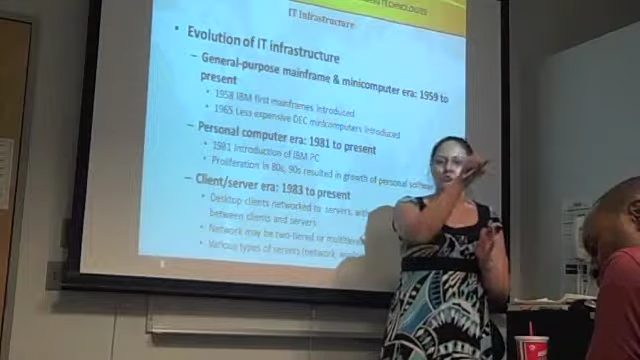 TECHNOLOGIES
IT Infrastructure
• Evolution of IT infrastructure
– General-purpose mainframe & minicomputer era: 1959 to
present
• 1958 IBM first mainframes introduced
• 1965 Less expensive DEC minicomputers introduced
– Personal computer era: 1981 to present
• 1981 Introduction of IBM PC
• Proliferation in 80s, 90s resulted in growth of personal
– Client/server era: 1983 to present
• Desktop clients networked to servers, with
between clients and servers
• Network may be two-tiered or
• Various types of servers (network,